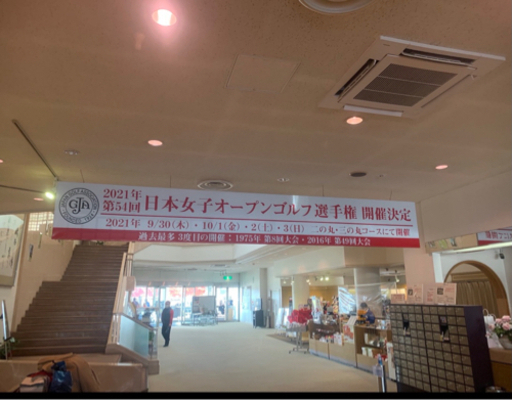 2021年
第54回 日本女子オープンゴルフ選手権 開催決定
2021年 9/30(木)・10/1(金)・2(土)・3(日) 二の丸・三の丸コースにて開催
過去最多 3度目の開催：1975年 第8回大会・2016年 第49回大会